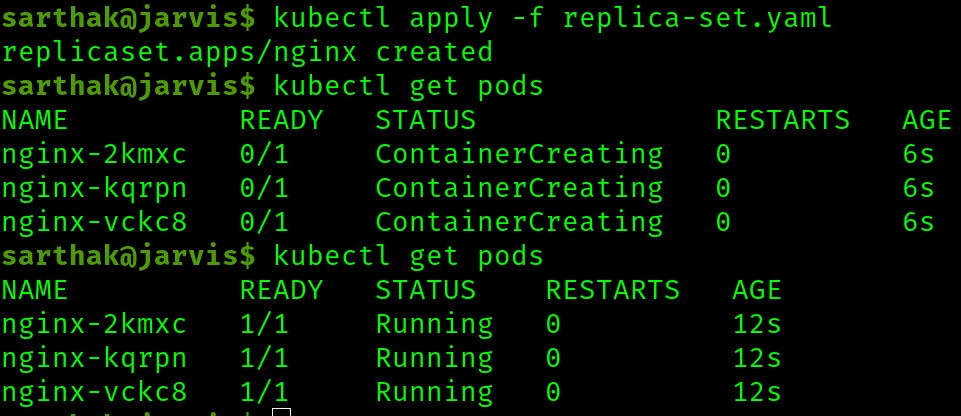 sarthak@jarvis$ kubectl apply -f replica-set.yaml
replicaset.apps/nginx created
sarthak@jarvis$ kubectl get pods
NAME          READY   STATUS              RESTARTS   AGE
nginx-2kmxc   0/1     ContainerCreating   0          6s
nginx-kqrpn   0/1     ContainerCreating   0          6s
nginx-vckc8   0/1     ContainerCreating   0          6s
sarthak@jarvis$ kubectl get pods
NAME          READY   STATUS    RESTARTS   AGE
nginx-2kmxc   1/1     Running   0          12s
nginx-kqrpn   1/1     Running   0          12s
nginx-vckc8   1/1     Running   0          12s
sarthak@jarvis$